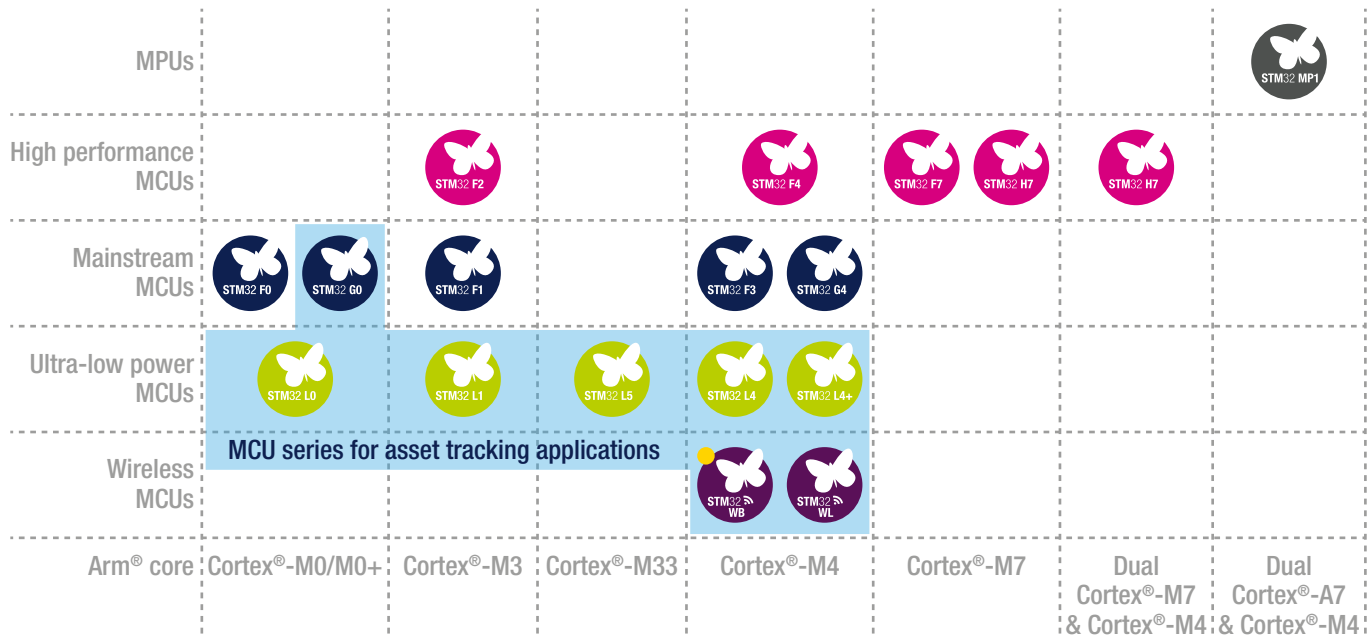 MPUs
STM32 MP1
High performance
MCUs
STM32 F2
STM32 F4
STM32 F7
STM32 H7
STM32 H7
Mainstream
MCUs
STM32 F0
STM32 G0
STM32 F1
STM32 F3
STM32 G4
Ultra-low power
MCUs
STM32 L0
STM32 L1
STM32 L5
STM32 L4
STM32 L4+
MCU series for asset tracking applications
Wireless
MCUs
STM32
WB
STM32
WL
Arm® core
Cortex®-M0/M0+
Cortex®-M3
Cortex®-M33
Cortex®-M4
Cortex®-M7
Dual
Cortex®-M7
& Cortex®-M4
Dual
Cortex®-A7
& Cortex®-M4